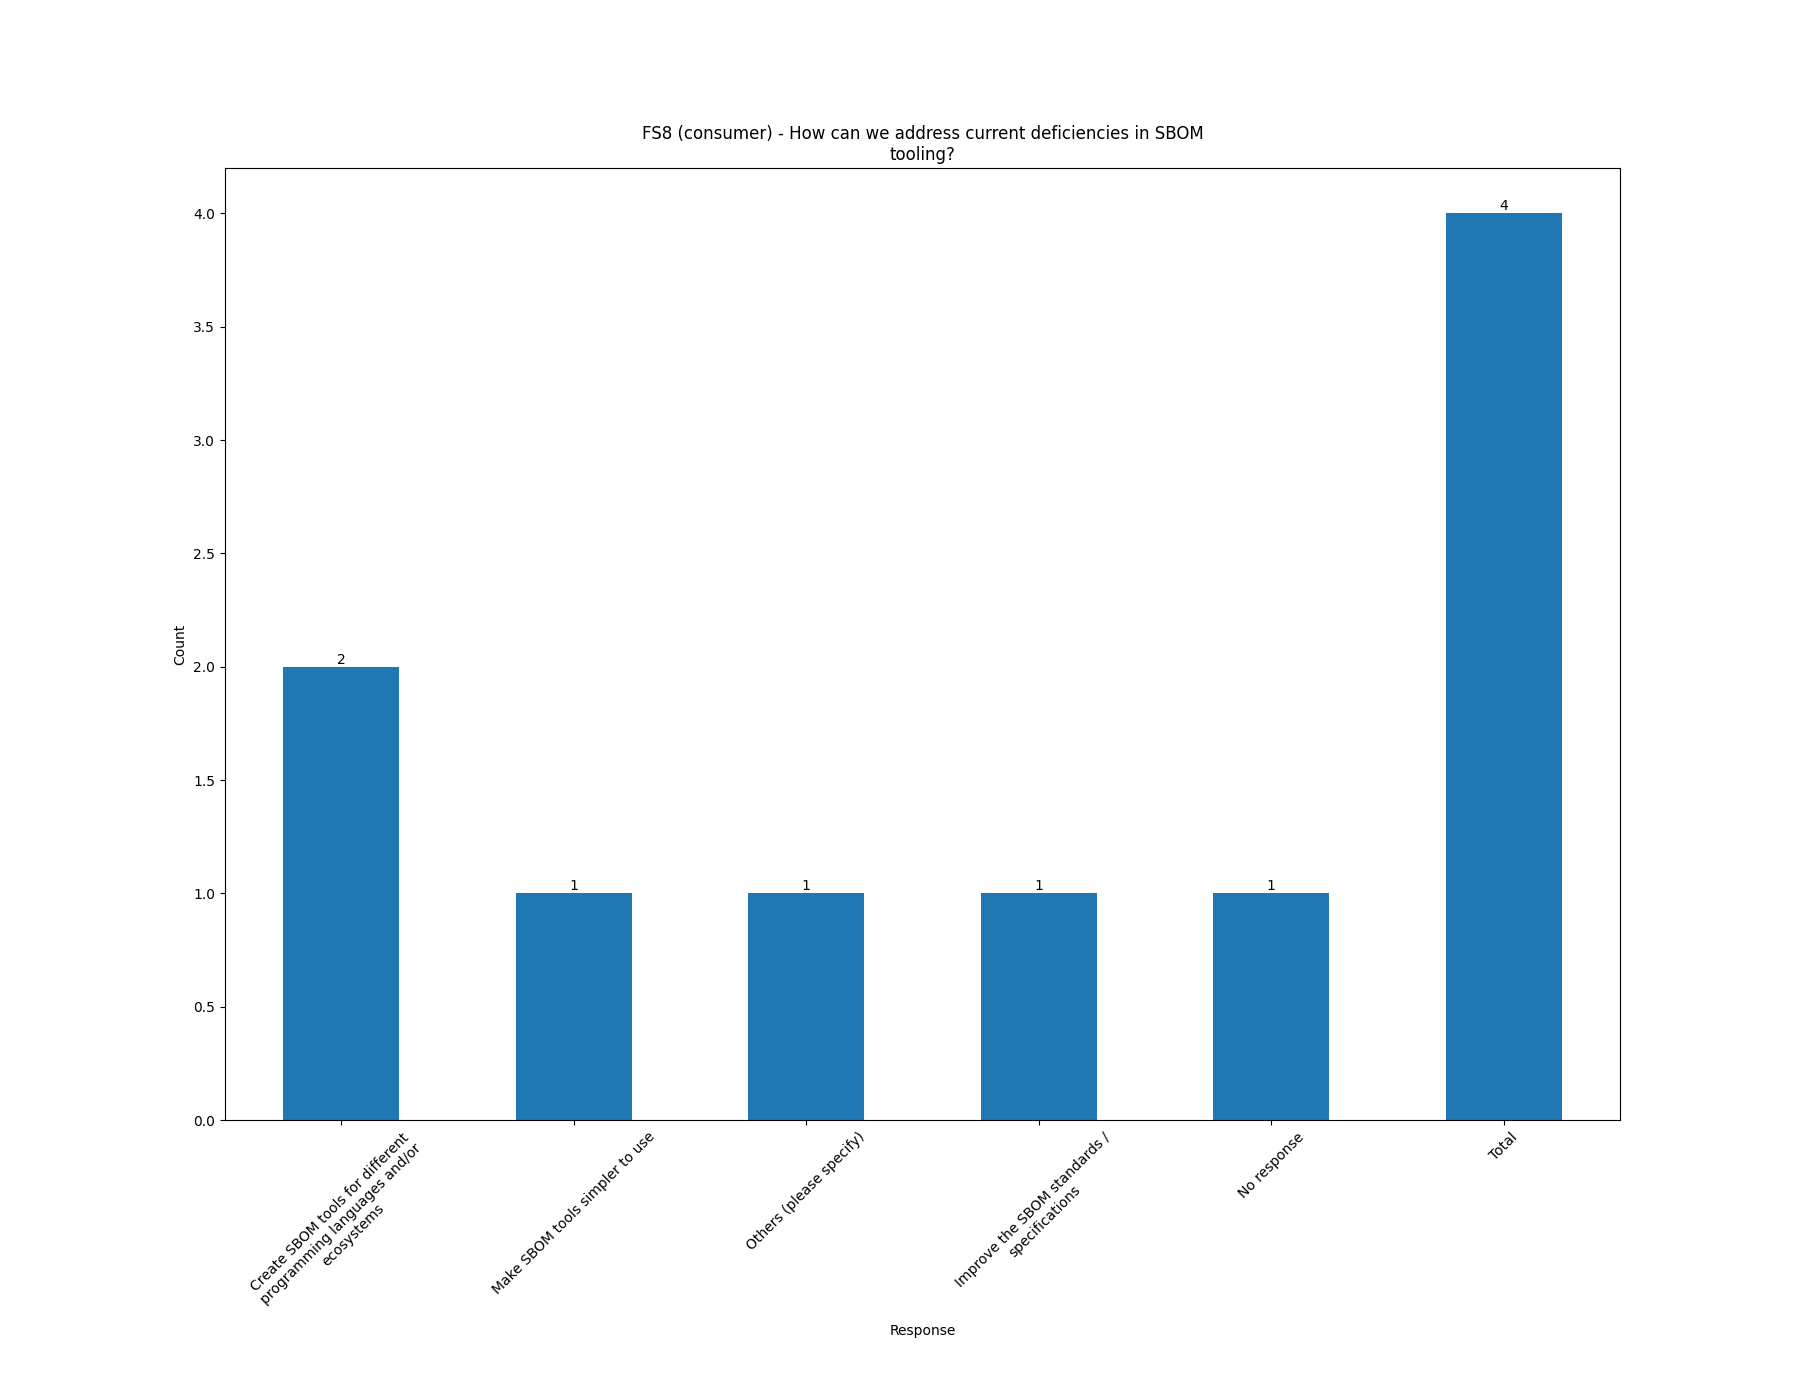 FS8 (consumer) - How can we address current deficiencies in SBOM
tooling?
Count
4.0
3.5
3.0
2.5
2.0
1.5
1.0
0.5
0.0
2
1
1
1
1
4
Create SBOM tools for different
programming languages and/or
ecosystems
Make SBOM tools simpler to use
Others (please specify)
Improve the SBOM standards /
specifications
No response
Total
Response